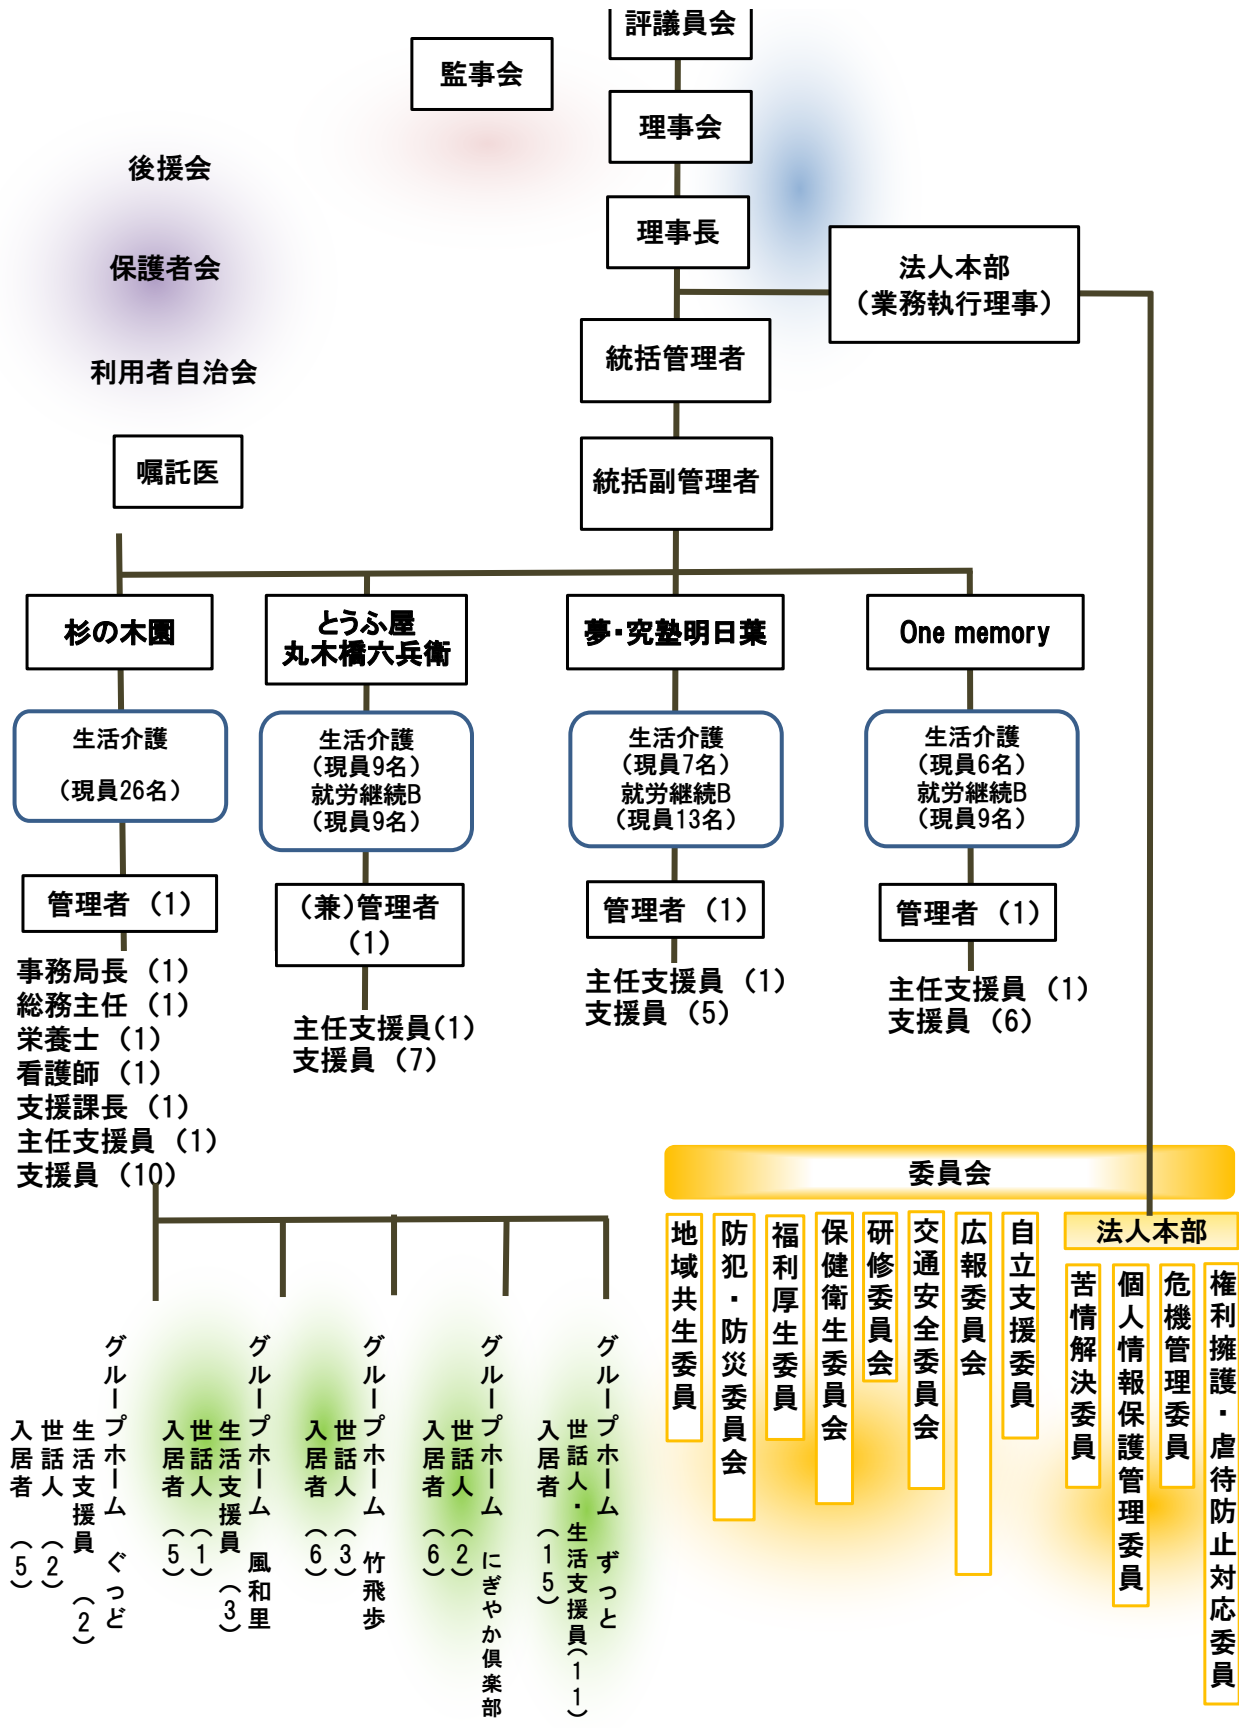 評議員会
監事会
理事会
後援会
理事長
保護者会
法人本部
（業務執行理事）
統括管理者
利用者自治会
嘱託医
統括副管理者
杉の木園
とうふ屋
丸木橋六兵衛
夢・究塾明日葉
One memory
生活介護
（現員26名）
生活介護
（現員9名）
就労継続B
（現員9名）
生活介護
（現員7名）
就労継続B
（現員13名）
生活介護
（現員6名）
就労継続B
（現員9名）
管理者（1）
（兼）管理者
（1）
管理者（1）
管理者（1）
事務局長（1）
総務主任（1）
栄養士（1）
看護師（1）
支援課長（1）
主任支援員（1）
支援員（10）
主任支援員（1）
支援員（7）
主任支援員（1）
支援員（5）
主任支援員（1）
支援員（6）
委員会
地域共生委員
防犯・防災委員会
福利厚生委員
保健衛生委員会
研修委員会
交通安全委員会
広報委員会
自立支援委員
法人本部
苦情解決委員
個人情報保護管理委員
危機管理委員
権利擁護・虐待防止対応委員
グループホーム　ぐっど
生活支援員（2）
世話人（2）
入居者（5）
グループホーム　風和里
生活支援員（3）
世話人（1）
入居者（5）
グループホーム　竹飛歩
世話人（3）
入居者（6）
グループホーム　にぎやか倶楽部
世話人（2）
入居者（6）
グループホーム　ずっと
世話人・生活支援員（11）
入居者（15）